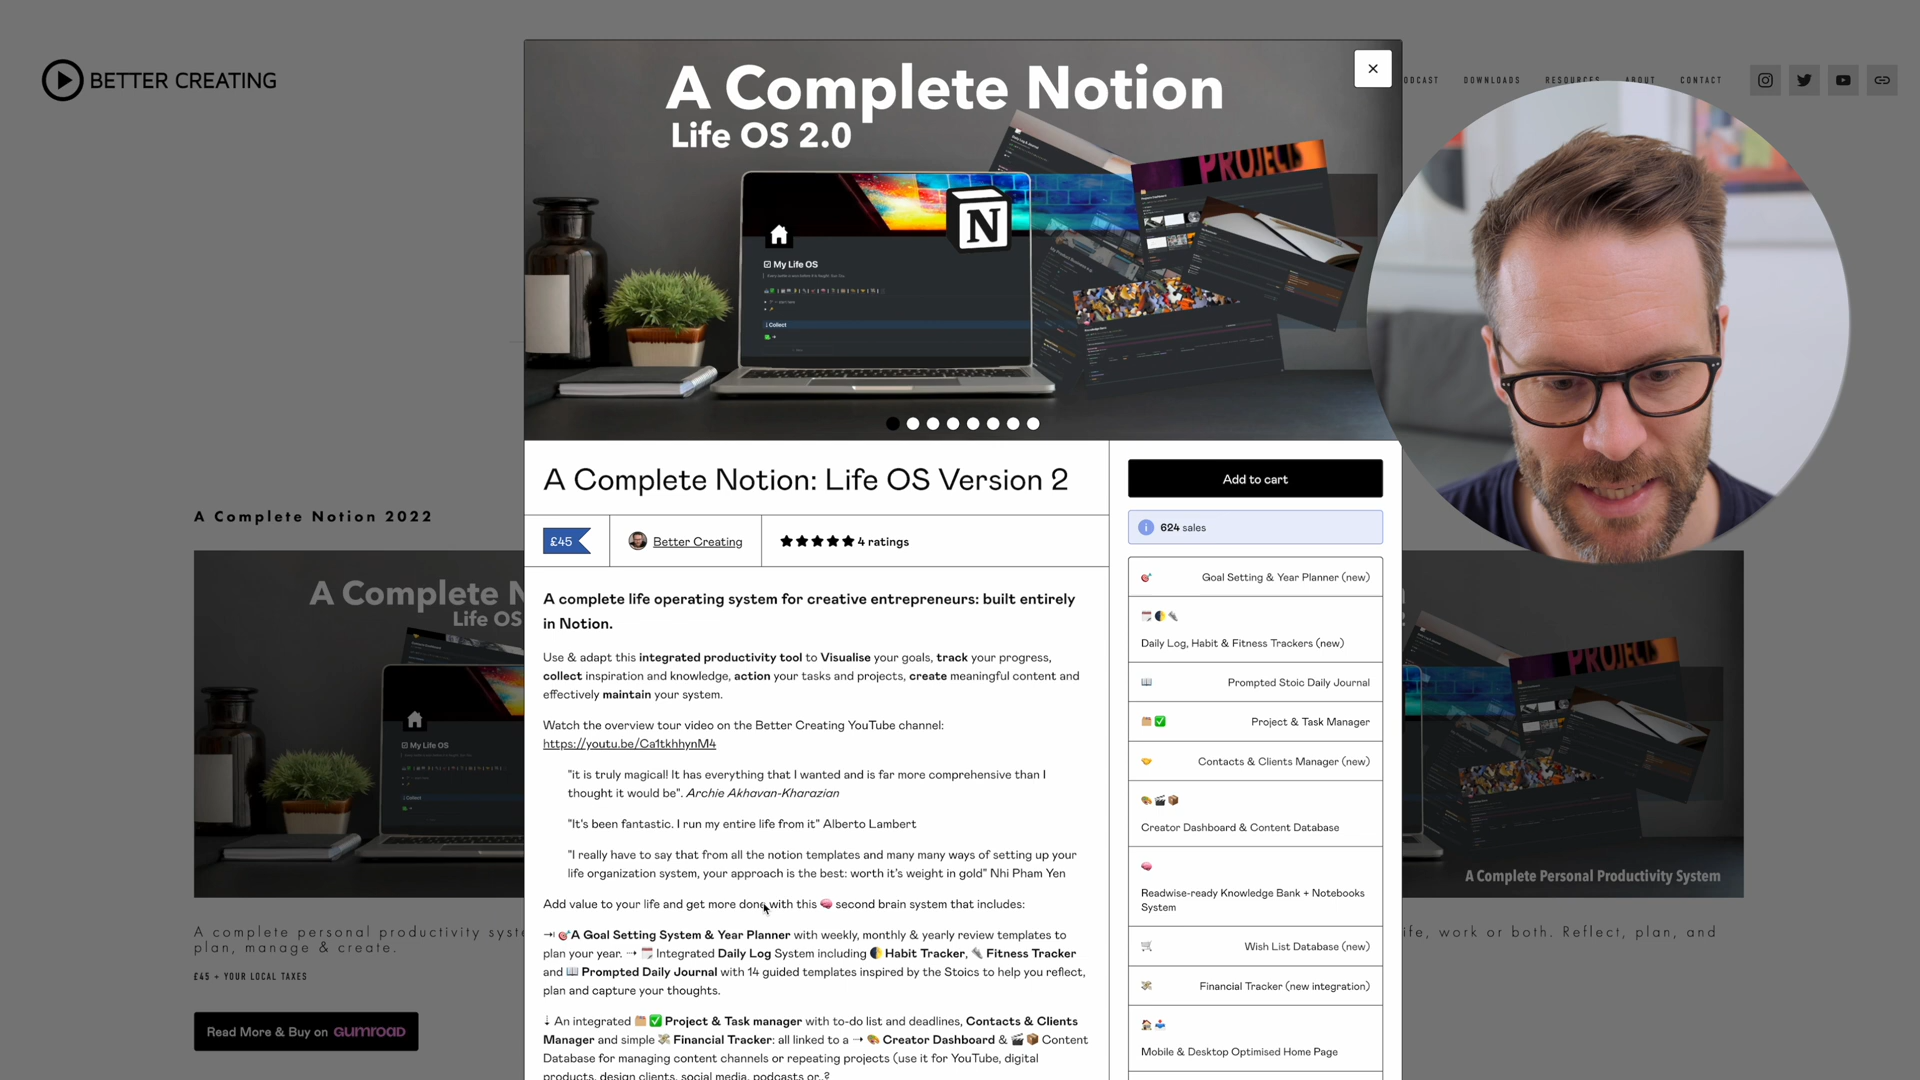 BETTER CREATING
DOWNLOADS
RESOURCES
ABOUT
CONTACT
A Complete Notion
Life OS 2.0
PROJECTS
N
My Life OS
Collect
A Complete Notion: Life OS Version 2
£45
Better Creating
4 ratings
A complete life operating system for creative entrepreneurs: built entirely
in Notion.
Use & adapt this integrated productivity tool to Visualise your goals, track your progress,
collect inspiration and knowledge, action your tasks and projects, create meaningful content and
effectively maintain your system.
Watch the overview tour video on the Better Creating YouTube channel:
https://youtu.be/Ca1tkhhynM4
"it is truly magical! It has everything that I wanted and is far more comprehensive than I
thought it would be". Archie Akhavan-Kharazian
"It's been fantastic. I run my entire life from it" Alberto Lambert
"I really have to say that from all the notion templates and many many ways of setting up your
life organization system, your approach is the best: worth it's weight in gold" Nhi Pham Yen
Add value to your life and get more done with this 🧠 second brain system that includes:
→ 🎯A Goal Setting System & Year Planner with weekly, monthly & yearly review templates to
plan your year. → 🗓 Integrated Daily Log System including 🌗 Habit Tracker, Fitness Tracker
and 📖 Prompted Daily Journal with 14 guided templates inspired by the Stoics to help you reflect,
plan and capture your thoughts.
↓ An integrated 🗂 ✅ Project & Task manager with to-do list and deadlines, Contacts & Clients
Manager and simple 💸 Financial Tracker: all linked to a → 🎨 Creator Dashboard & 🎬 📦 Content
Database for managing content channels or repeating projects (use it for YouTube, digital
products, design clients, social media, podcasts or..?
Add to cart
624 sales
Goal Setting & Year Planner (new)
Daily Log, Habit & Fitness Trackers (new)
Prompted Stoic Daily Journal
Project & Task Manager
Contacts & Clients Manager (new)
Creator Dashboard & Content Database
Readwise-ready Knowledge Bank + Notebooks
System
Wish List Database (new)
Financial Tracker (new integration)
Mobile & Desktop Optimised Home Page
A Complete Notion 2022
A Complete N
Life OS
My Life OS
Collect
A complete personal productivity syst
plan, manage & create.
£45 + YOUR LOCAL TAXES
Read More & Buy on GUMROAD
PROJECTS
A Complete Personal Productivity System
ife, work or both. Reflect, plan, and